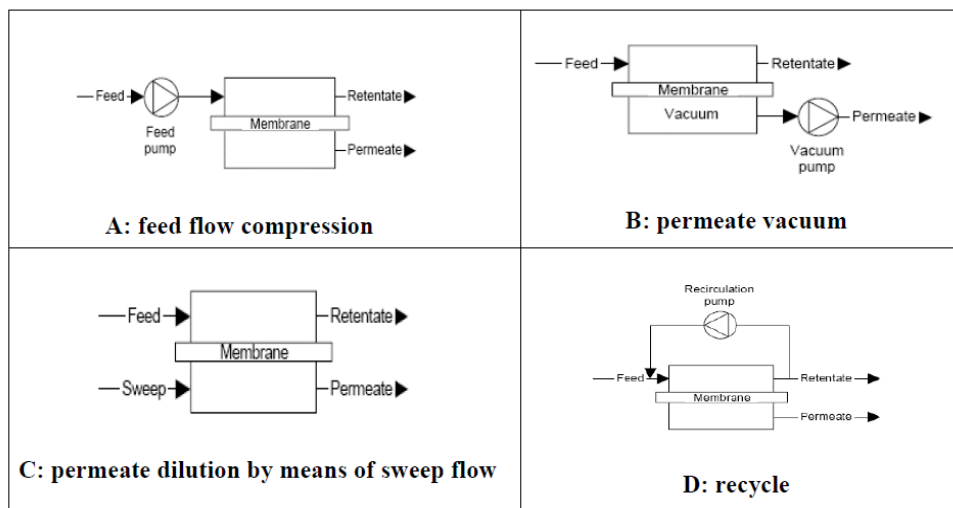 Feed
Feed
pump
Retentate
Membrane
Permeate
A: feed flow compression
Feed
Retentate
Membrane
Vacuum
Permeate
Vacuum
pump
B: permeate vacuum
Feed
Retentate
Membrane
Sweep
Permeate
C: permeate dilution by means of sweep flow
Recirculation
pump
Feed
Retentate
Membrane
Permeate
D: recycle